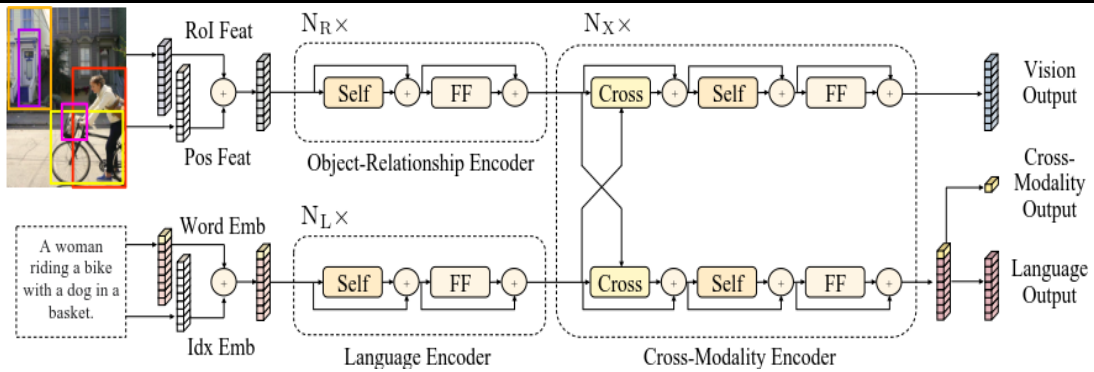 RoI Feat
Pos Feat
N_R×
Self
+
FF
+
Object-Relationship Encoder
N_X×
Cross
+
Self
+
FF
+
Vision
Output
Cross-
Modality
Output
A woman
riding a bike
with a dog in a
basket.
Word Emb
+
Idx Emb
N_L×
Self
+
FF
+
Language Encoder
Cross
+
Self
+
FF
+
Cross-Modality Encoder
Language
Output